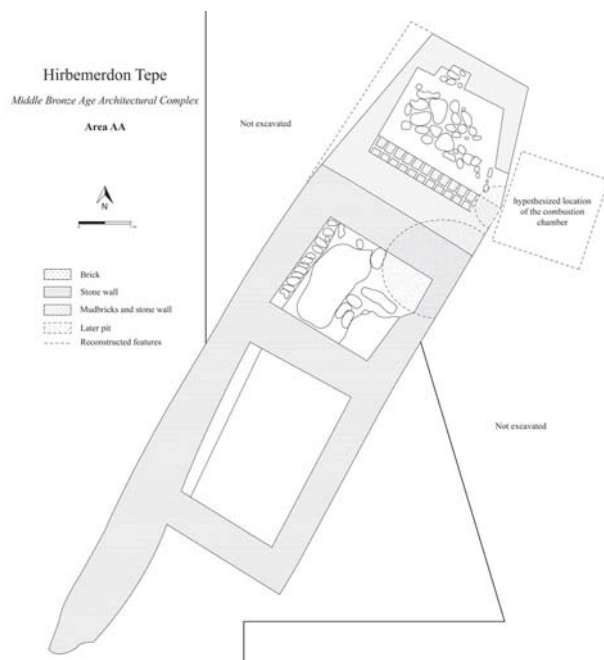 Hirbemerdon Tepe
Middle Bronze Age Architectural Complex
Area AA
Not excavated
N
hypothesized location
of the combustion
chamber
Brick
Stone wall
Mudbricks and stone wall
Later pit
Reconstructed features
Not excavated